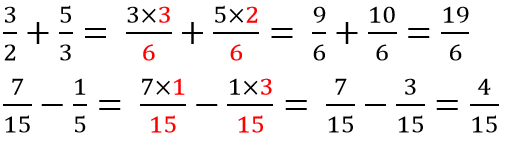 3/2 + 5/3 = 3×3/6 + 5×2/6 = 9/6 + 10/6 = 19/6
7/15 − 1/5 = 7×1/15 − 1×3/15 = 7/15 − 3/15 = 4/15